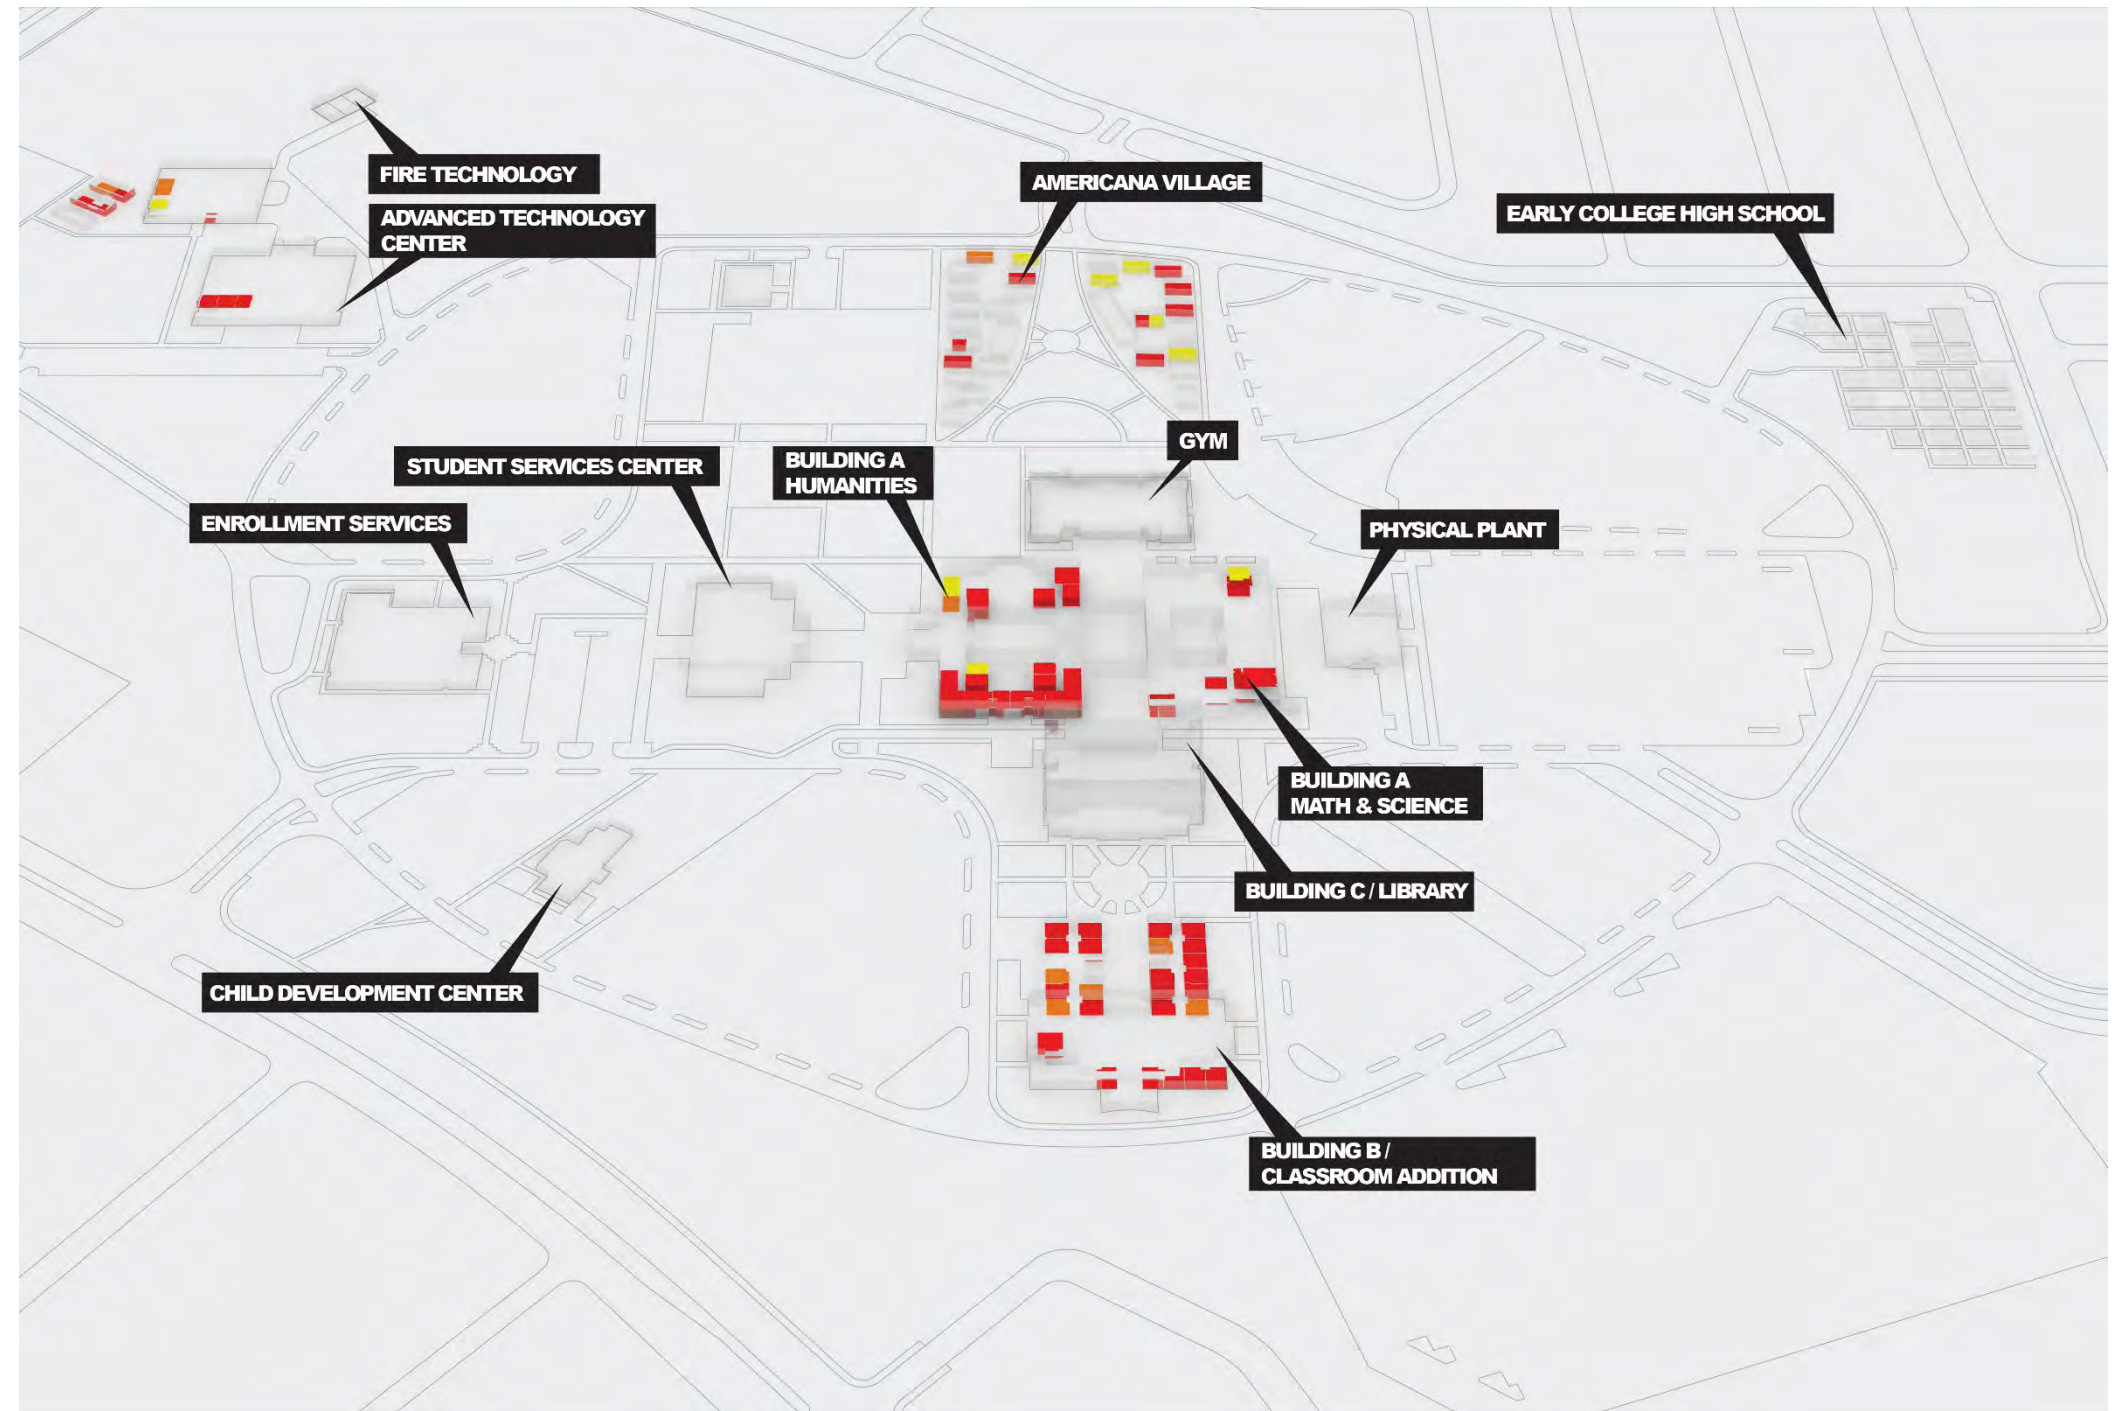 FIRE TECHNOLOGY
AMERICANA VILLAGE
ADVANCED TECHNOLOGY
CENTER
EARLY COLLEGE HIGH SCHOOL
GYM
STUDENT SERVICES CENTER
BUILDING A
HUMANITIES
ENROLLMENT SERVICES
PHYSICAL PLANT
BUILDING A
MATH & SCIENCE
BUILDING C / LIBRARY
CHILD DEVELOPMENT CENTER
BUILDING B /
CLASSROOM ADDITION